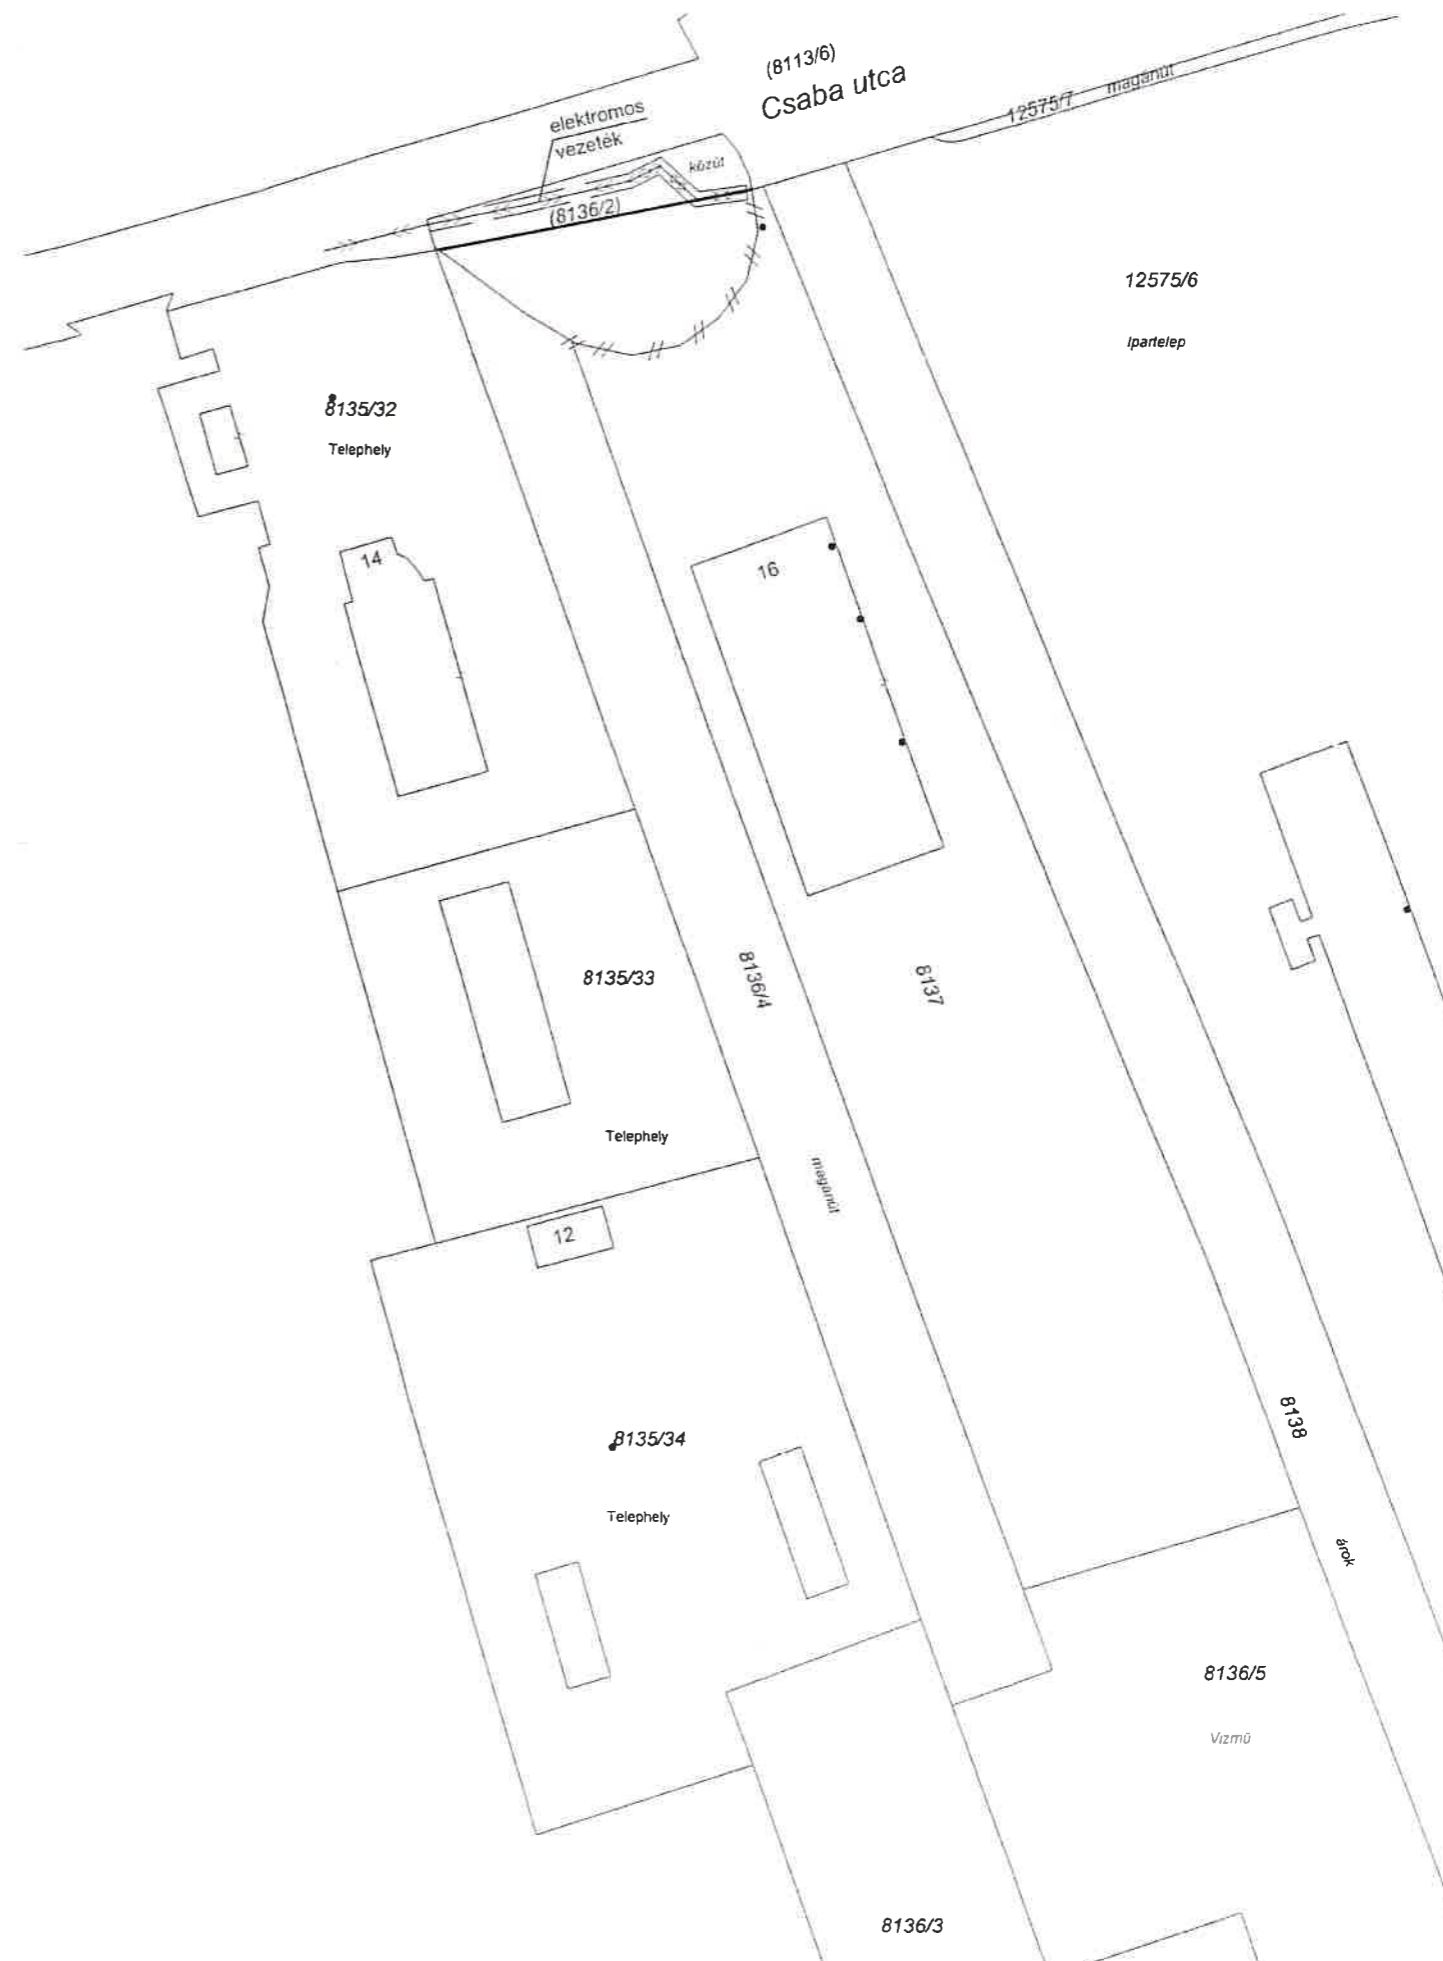 (8113/6)
Csaba utca
12575/7 magánút
elektromos
vezeték
közút
(8136/2)
12575/6
Ipartelep
8135/32
Telephely
14
16
8135/33
8136/4
8137
Telephely
magánút
12
8138
8135/34
Telephely
árok
8136/5
Vízmű
8136/3